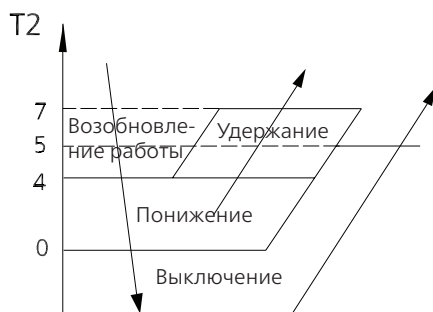 T2
7
Возобновле-
ние работы
Удержание
5
4
Понижение
0
Выключение